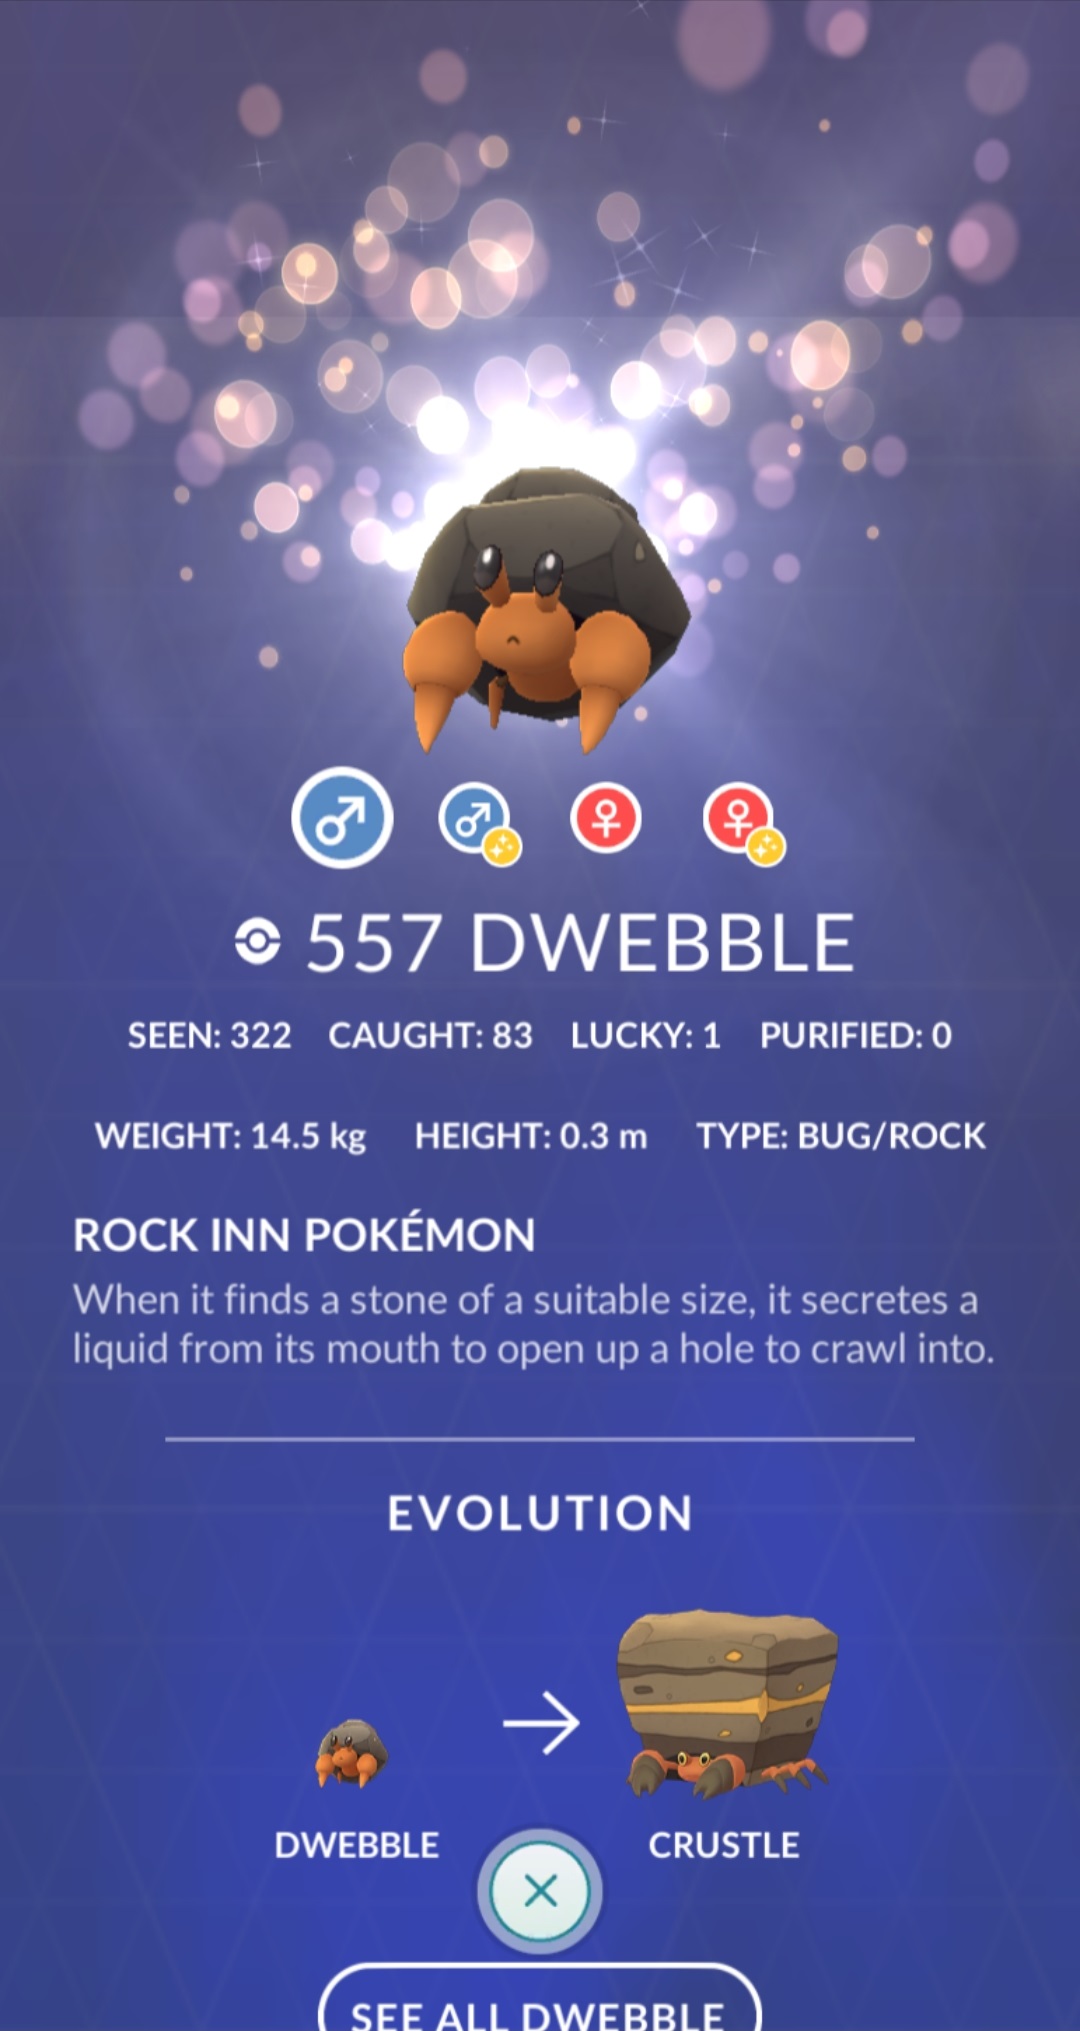 557 DWEBBLE
SEEN: 322 CAUGHT: 83 LUCKY: 1 PURIFIED: 0
WEIGHT: 14.5 kg HEIGHT: 0.3 m TYPE: BUG/ROCK
ROCK INN POKÉMON
When it finds a stone of a suitable size, it secretes a
liquid from its mouth to open up a hole to crawl into.
EVOLUTION
DWEBBLE CRUSTLE
SEE ALL DWEBBLE